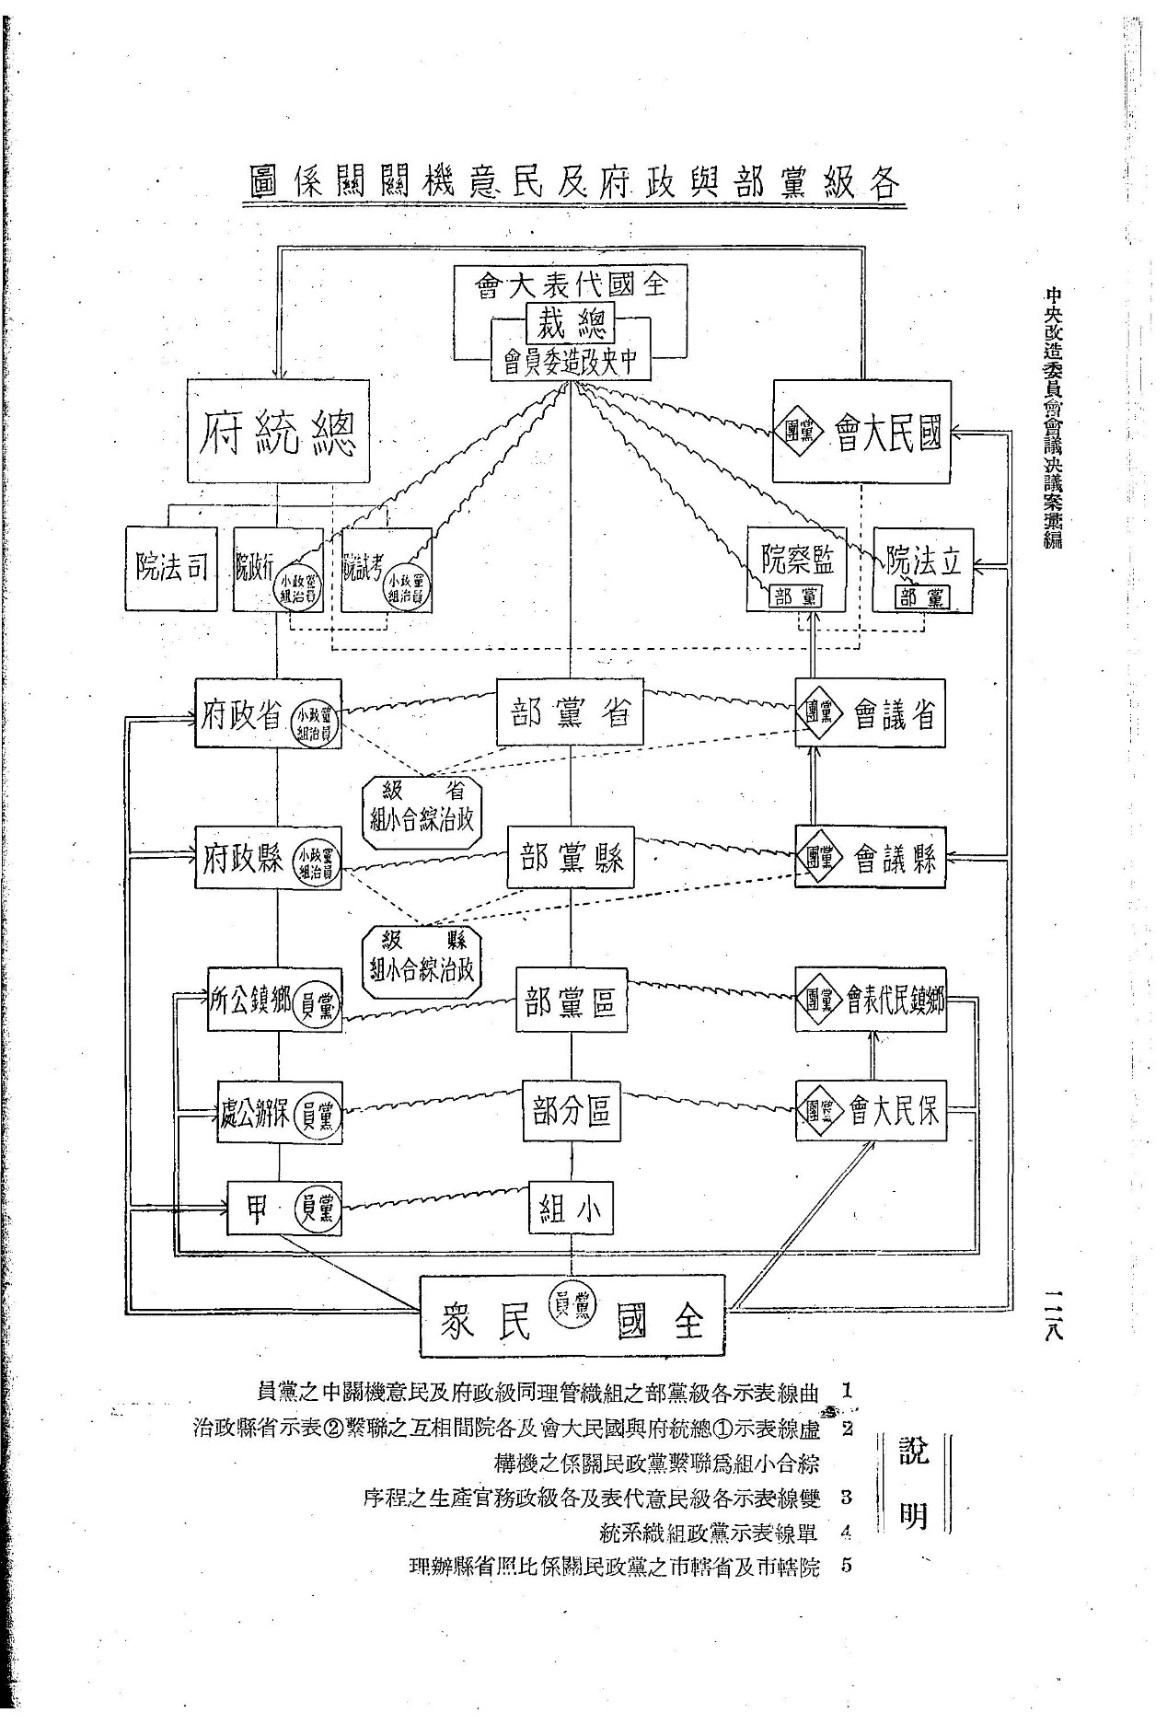 各級黨部與政府及民意機關關係圖
中央改造委員會會議決議案彙編
一二八
全國代表大會
總裁
中央改造委員會
總統府
國民大會
黨團
司法院
行政院
黨員政治小組
考試院
黨員政治小組
監察院
黨部
立法院
黨部
省政府
黨員政治小組
省黨部
省議會
黨團
省級
政治綜合小組
縣政府
黨員政治小組
縣黨部
縣議會
黨團
縣級
政治綜合小組
鄉鎮公所
黨員
區黨部
鄉鎮民代表會
黨團
保辦公處
黨員
區分部
保民大會
黨團
甲
黨員
小組
全國民眾
黨員
說明
1 曲線表示各級黨部之組織管理同級政府及民意機關中之黨員
2 虛線表示①總統府與國民大會及各院間相互之聯繫②表示省縣政治
綜合小組為聯繫黨政民關係之機構
3 雙線表示各級民意代表及各級政務官產生之程序
4 單線表示黨政組織系統
5 院轄市及省轄市之黨政民關係比照省縣辦理